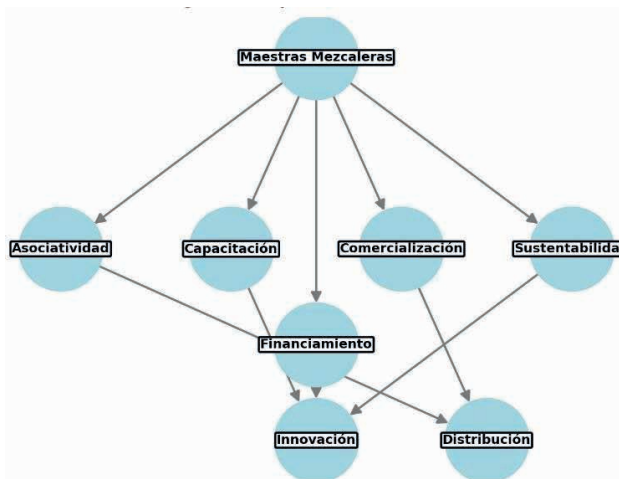 Maestras Mezcaleras
Asociatividad
Capacitación
Comercialización
Sustentabilida
Financiamiento
Innovación
Distribución